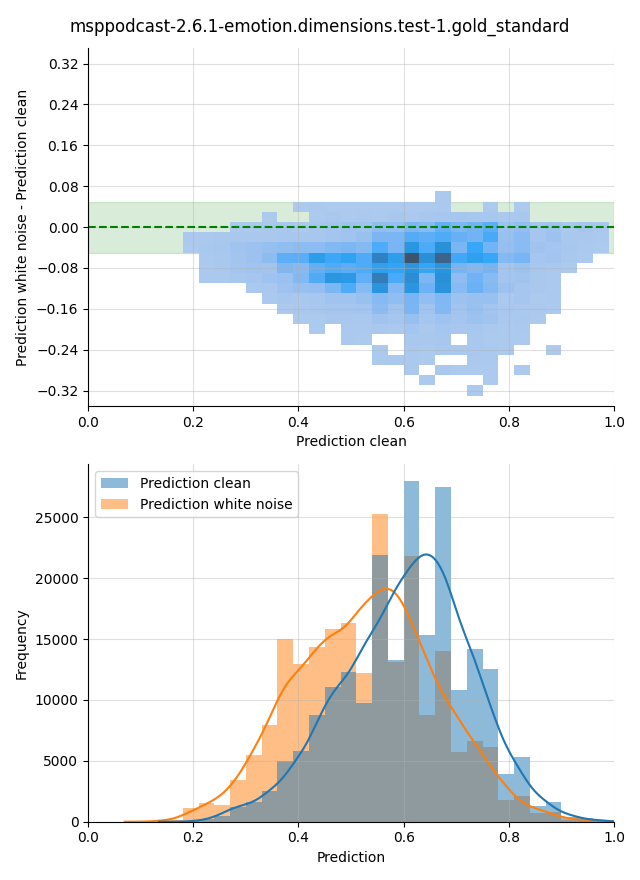 msppodcast-2.6.1-emotion.dimensions.test-1.gold_standard
0.32
0.24
0.16
0.08
0.00
−0.08
−0.16
−0.24
−0.32
Prediction white noise - Prediction clean
0.0 0.2 0.4 0.6 0.8 1.0
Prediction clean
Prediction clean
Prediction white noise
25000
20000
15000
10000
5000
0
Frequency
0.0 0.2 0.4 0.6 0.8 1.0
Prediction